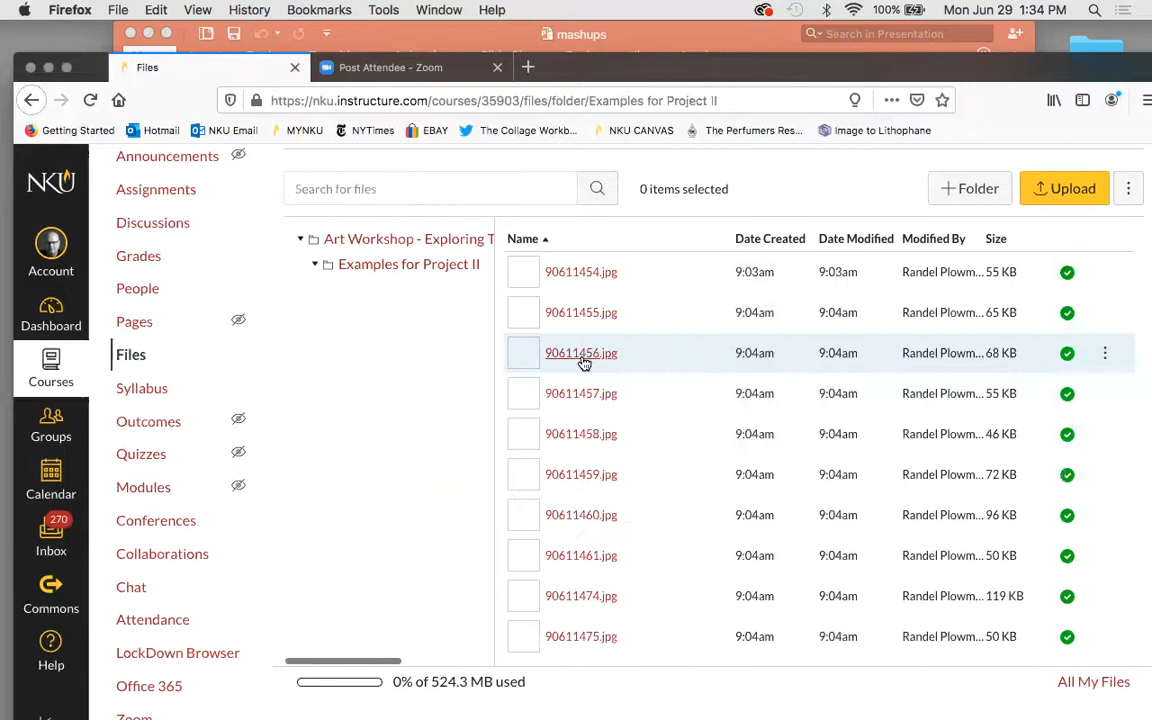 Firefox File Edit View History Bookmarks Tools Window Help 100% Mon Jun 29 1:34 PM
mashups Search in Presentation
Files Post Attendee - Zoom
https://nku.instructure.com/courses/35903/files/folder/Examples for Project II
Getting Started Hotmail NKU Email MYNKU NYTimes EBAY The Collage Workb... NKU CANVAS The Perfumers Res... Image to Lithophane
NKU
Account
Dashboard
Courses
Groups
Calendar
270
Inbox
Commons
Help
Announcements
Assignments
Discussions
Grades
People
Pages
Files
Syllabus
Outcomes
Quizzes
Modules
Conferences
Collaborations
Chat
Attendance
LockDown Browser
Office 365
Zoom
Search for files 0 items selected + Folder Upload
Art Workshop - Exploring T
Examples for Project II
Name Date Created Date Modified Modified By Size
90611454.jpg 9:03am 9:03am Randel Plowm... 55 KB
90611455.jpg 9:04am 9:04am Randel Plowm... 65 KB
90611456.jpg 9:04am 9:04am Randel Plowm... 68 KB
90611457.jpg 9:04am 9:04am Randel Plowm... 55 KB
90611458.jpg 9:04am 9:04am Randel Plowm... 46 KB
90611459.jpg 9:04am 9:04am Randel Plowm... 72 KB
90611460.jpg 9:04am 9:04am Randel Plowm... 96 KB
90611461.jpg 9:04am 9:04am Randel Plowm... 50 KB
90611474.jpg 9:04am 9:04am Randel Plowm... 119 KB
90611475.jpg 9:04am 9:04am Randel Plowm... 50 KB
0% of 524.3 MB used All My Files